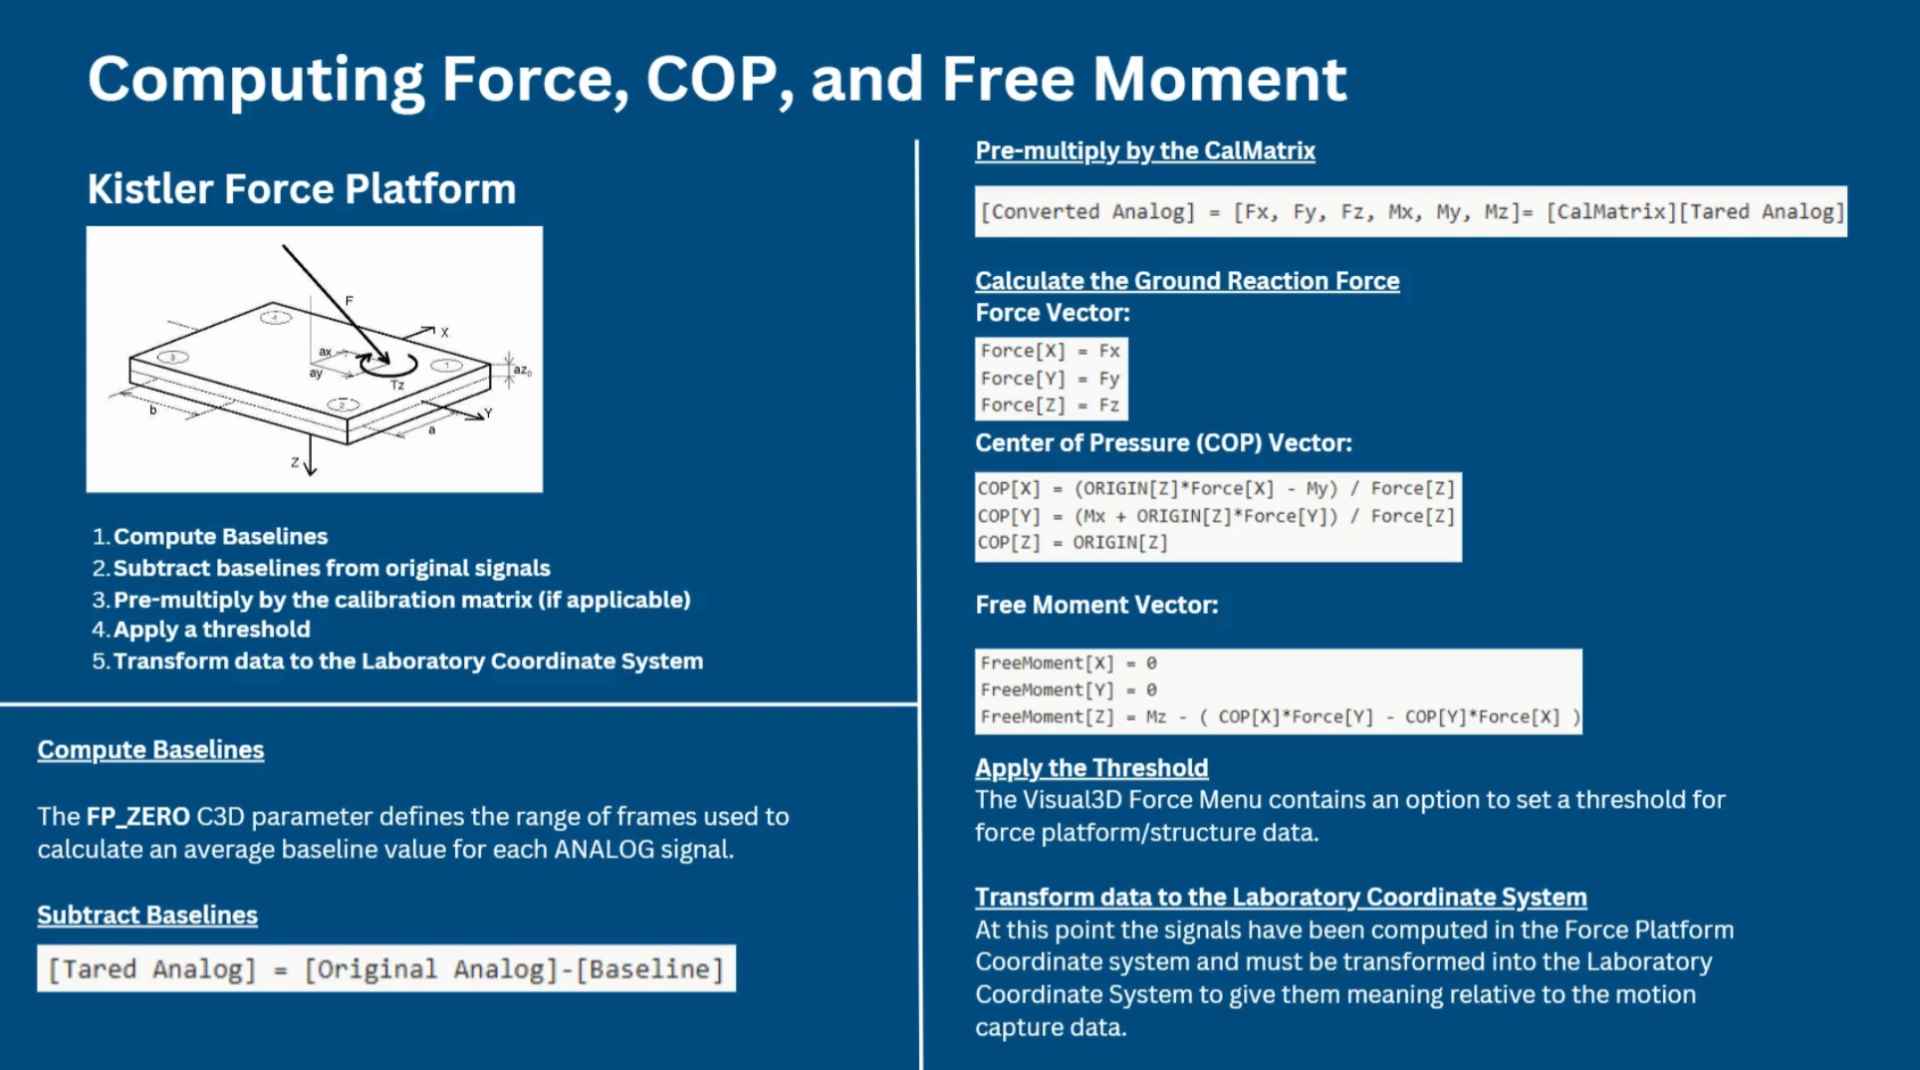 Computing Force, COP, and Free Moment
Kistler Force Platform
F
X
ax
ay
Tz
az₀
4
3
1
2
b
a
Y
Z
1. Compute Baselines
2. Subtract baselines from original signals
3. Pre-multiply by the calibration matrix (if applicable)
4. Apply a threshold
5. Transform data to the Laboratory Coordinate System
Compute Baselines
The FP_ZERO C3D parameter defines the range of frames used to
calculate an average baseline value for each ANALOG signal.
Subtract Baselines
[Tared Analog] = [Original Analog]-[Baseline]
Pre-multiply by the CalMatrix
[Converted Analog] = [Fx, Fy, Fz, Mx, My, Mz]= [CalMatrix][Tared Analog]
Calculate the Ground Reaction Force
Force Vector:
Force[X] = Fx
Force[Y] = Fy
Force[Z] = Fz
Center of Pressure (COP) Vector:
COP[X] = (ORIGIN[Z]*Force[X] - My) / Force[Z]
COP[Y] = (Mx + ORIGIN[Z]*Force[Y]) / Force[Z]
COP[Z] = ORIGIN[Z]
Free Moment Vector:
FreeMoment[X] = 0
FreeMoment[Y] = 0
FreeMoment[Z] = Mz - ( COP[X]*Force[Y] - COP[Y]*Force[X] )
Apply the Threshold
The Visual3D Force Menu contains an option to set a threshold for
force platform/structure data.
Transform data to the Laboratory Coordinate System
At this point the signals have been computed in the Force Platform
Coordinate system and must be transformed into the Laboratory
Coordinate System to give them meaning relative to the motion
capture data.